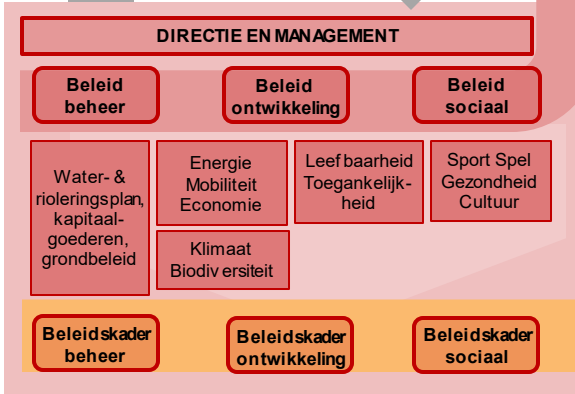 DIRECTIE EN MANAGEMENT
Beleid
beheer
Beleid
ontwikkeling
Beleid
sociaal
Water- &
rioleringsplan,
kapitaal-
goederen,
grondbeleid
Energie
Mobiliteit
Economie
Klimaat
Biodiversiteit
Leefbaarheid
Toegankelijk-
heid
Sport Spel
Gezondheid
Cultuur
Beleidskader
beheer
Beleidskader
ontwikkeling
Beleidskader
sociaal